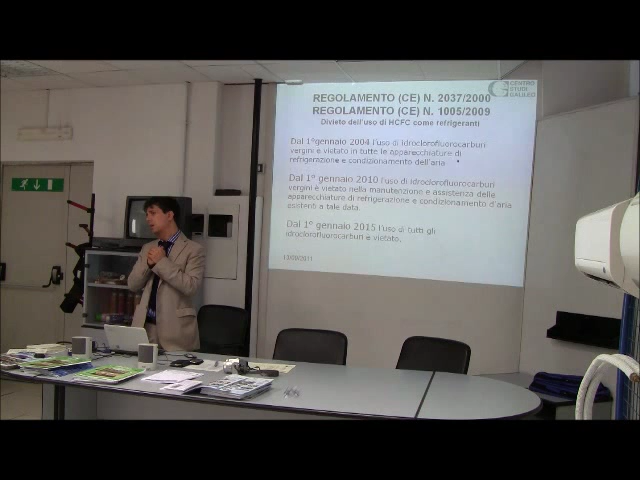 CENTRO
STUDI
GALILEO
REGOLAMENTO (CE) N. 2037/2000
REGOLAMENTO (CE) N. 1005/2009
Divieto dell'uso di HCFC come refrigeranti
Dal 1°gennaio 2004 l'uso di idroclorofluorocarburi
vergini è vietato in tutte le apparecchiature di
refrigerazione e condizionamento dell'aria
Dal 1° gennaio 2010 l'uso di idroclorofluorocarburi
vergini è vietato nella manutenzione e assistenza delle
apparecchiature di refrigerazione e condizionamento d'aria
esistenti a tale data.
Dal 1° gennaio 2015 l'uso di tutti gli
idroclorofluorocarburi è vietato.
13/09/2011